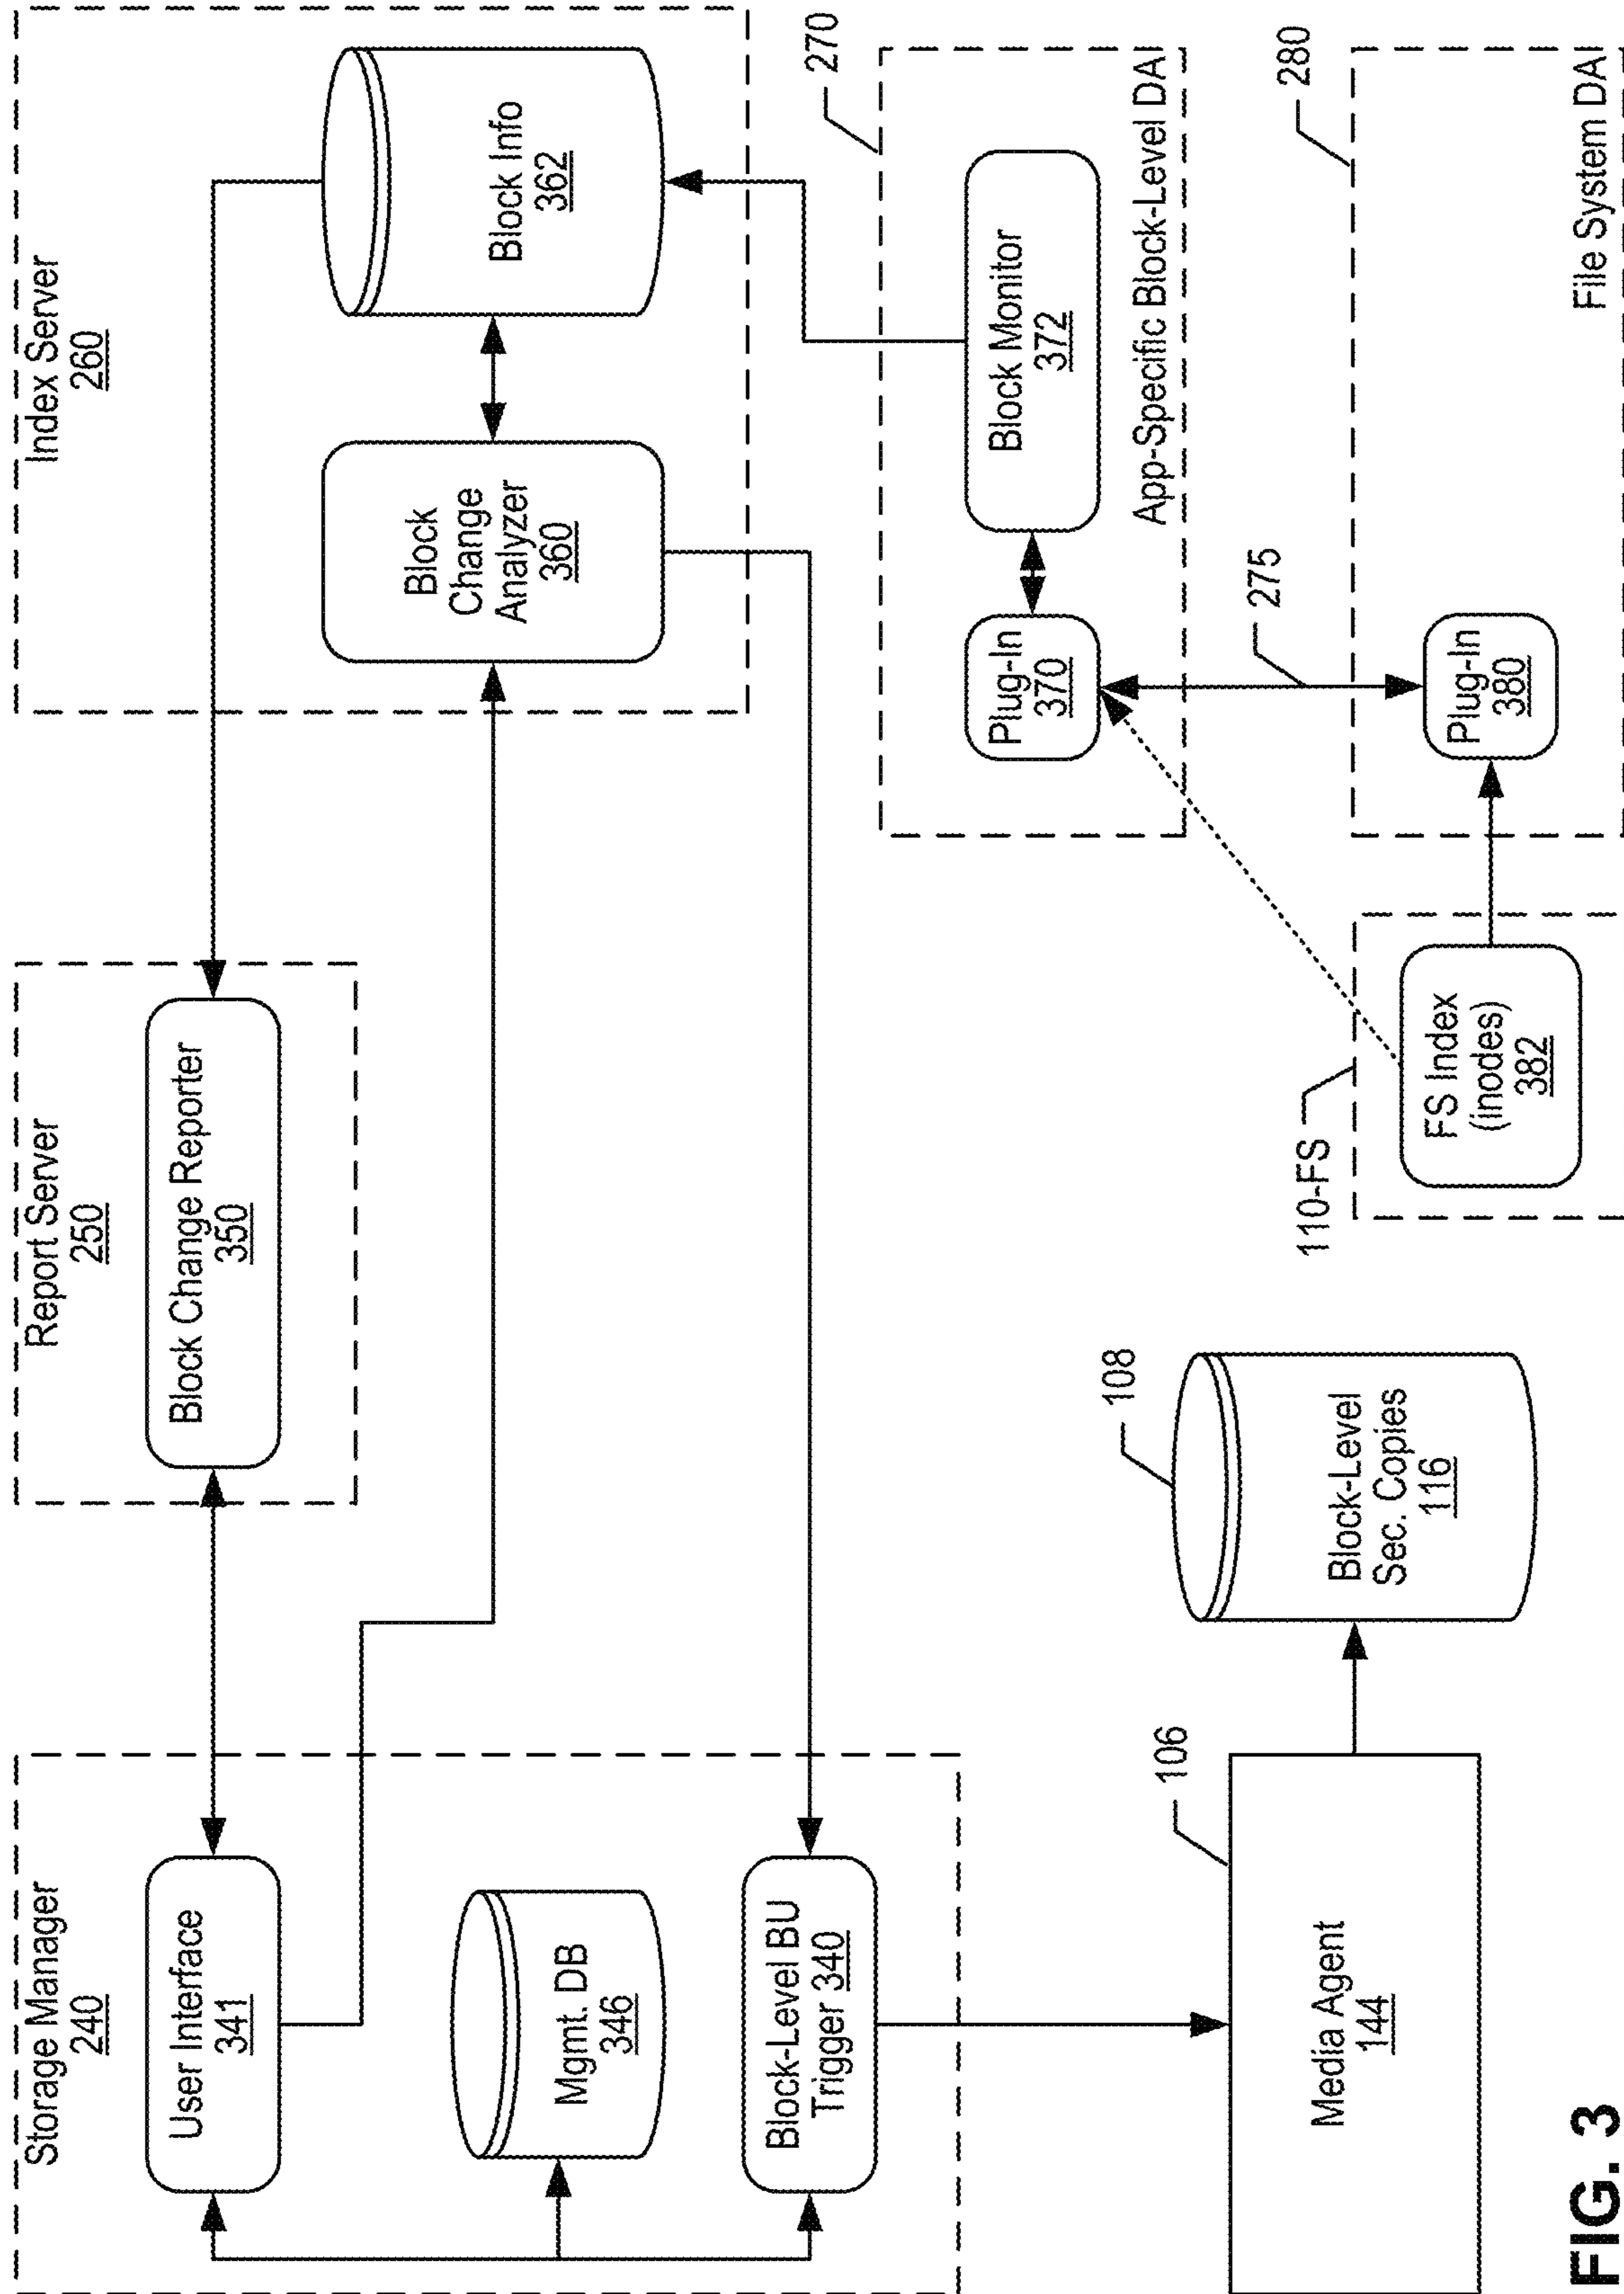 Storage Manager
240
User Interface
341
Mgmt. DB
346
Block-Level BU
Trigger 340
Report Server
250
Block Change Reporter
350
Index Server
260
Block
Change
Analyzer
360
Block Info
362
106
Media Agent
144
108
Block-Level
Sec. Copies
116
270
Plug-In
370
Block Monitor
372
App-Specific Block-Level DA
275
110-FS
FS Index
(inodes)
382
280
Plug-In
380
File System DA
FIG. 3